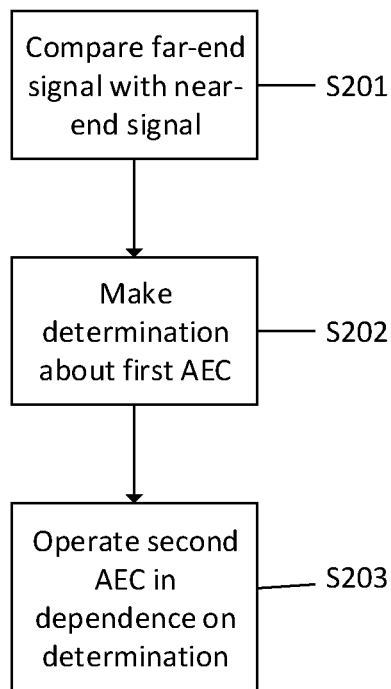 Compare far-end
signal with near-
end signal
S201
Make
determination
about first AEC
S202
Operate second
AEC in
dependence on
determination
S203